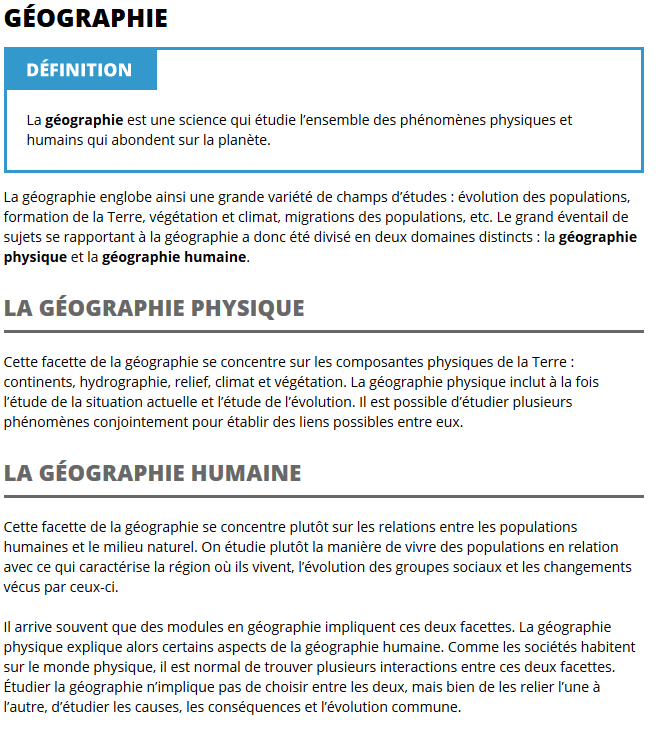 GÉOGRAPHIE
DÉFINITION
La géographie est une science qui étudie l’ensemble des phénomènes physiques et
humains qui abondent sur la planète.
La géographie englobe ainsi une grande variété de champs d’études : évolution des populations,
formation de la Terre, végétation et climat, migrations des populations, etc. Le grand éventail de
sujets se rapportant à la géographie a donc été divisé en deux domaines distincts : la géographie
physique et la géographie humaine.
LA GÉOGRAPHIE PHYSIQUE
Cette facette de la géographie se concentre sur les composantes physiques de la Terre :
continents, hydrographie, relief, climat et végétation. La géographie physique inclut à la fois
l’étude de la situation actuelle et l’étude de l’évolution. Il est possible d’étudier plusieurs
phénomènes conjointement pour établir des liens possibles entre eux.
LA GÉOGRAPHIE HUMAINE
Cette facette de la géographie se concentre plutôt sur les relations entre les populations
humaines et le milieu naturel. On étudie plutôt la manière de vivre des populations en relation
avec ce qui caractérise la région où ils vivent, l’évolution des groupes sociaux et les changements
vécus par ceux-ci.
Il arrive souvent que des modules en géographie impliquent ces deux facettes. La géographie
physique explique alors certains aspects de la géographie humaine. Comme les sociétés habitent
sur le monde physique, il est normal de trouver plusieurs interactions entre ces deux facettes.
Étudier la géographie n’implique pas de choisir entre les deux, mais bien de les relier l’une à
l’autre, d’étudier les causes, les conséquences et l’évolution commune.